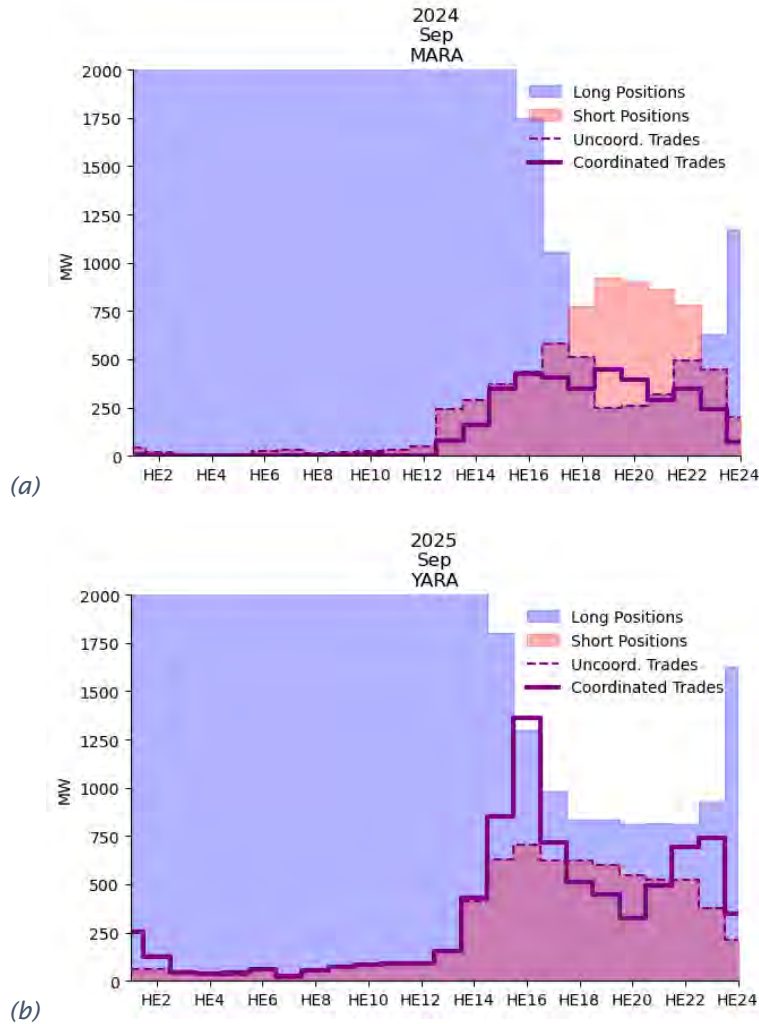 2024
Sep
MARA
2000
1750
1500
1250
1000
750
500
250
0
MW
Long Positions
Short Positions
Uncoord. Trades
Coordinated Trades
HE2 HE4 HE6 HE8 HE10 HE12 HE14 HE16 HE18 HE20 HE22 HE24
(a)
2025
Sep
YARA
2000
1750
1500
1250
1000
750
500
250
0
MW
Long Positions
Short Positions
Uncoord. Trades
Coordinated Trades
HE2 HE4 HE6 HE8 HE10 HE12 HE14 HE16 HE18 HE20 HE22 HE24
(b)